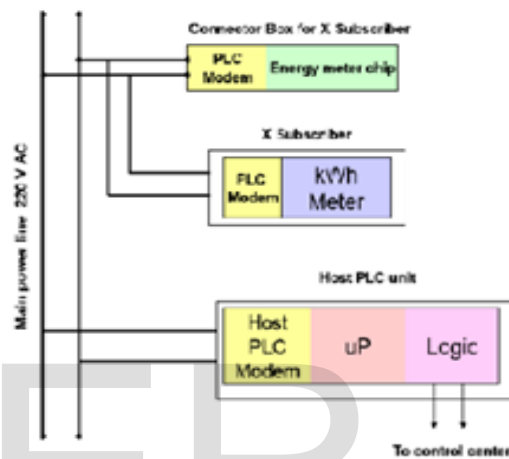 Connector Box for X Subscriber
PLC
Modem
Energy meter chip
X Subscriber
PLC
Modem
kWh
Meter
Main power line 220 V AC
Host PLC unit
Host
PLC
Modem
uP
Logic
To control center